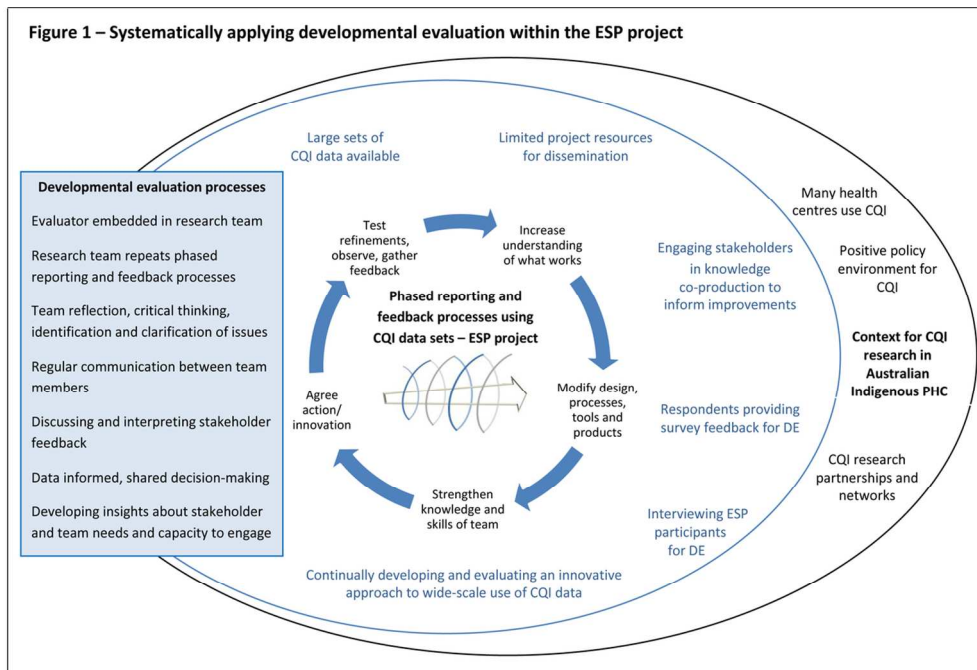 Figure 1 – Systematically applying developmental evaluation within the ESP project
Large sets of
CQI data available
Limited project resources
for dissemination
Developmental evaluation processes
Evaluator embedded in research team
Research team repeats phased
reporting and feedback processes
Team reflection, critical thinking,
identification and clarification of issues
Regular communication between team
members
Discussing and interpreting stakeholder
feedback
Data informed, shared decision-making
Developing insights about stakeholder
and team needs and capacity to engage
Test
refinements,
observe, gather
feedback
Increase
understanding
of what works
Phased reporting and
feedback processes using
CQI data sets – ESP project
Agree
action/
innovation
Modify design,
processes,
tools and
products
Strengthen
knowledge and
skills of team
Engaging stakeholders
in knowledge
co-production to
inform improvements
Respondents providing
survey feedback for DE
Interviewing ESP
participants
for DE
Continually developing and evaluating an innovative
approach to wide-scale use of CQI data
Many health
centres use CQI
Positive policy
environment for
CQI
Context for CQI
research in
Australian
Indigenous PHC
CQI research
partnerships and
networks